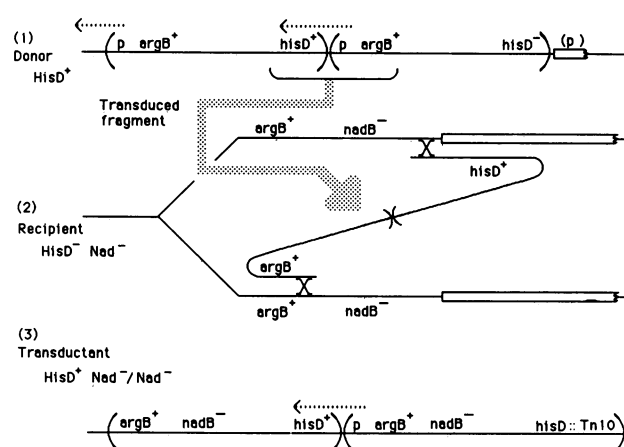 (1)
Donor
HisD+
( p argB+ hisD+ ) ( p argB+ hisD- ) (p)
Transduced
fragment
argB+ nadB-
hisD+
(2)
Recipient
HisD- Nad-
argB+
argB+ nadB-
(3)
Transductant
HisD+ Nad-/Nad-
( argB+ nadB- hisD+ ) ( p argB+ nadB- hisD::Tn10 )